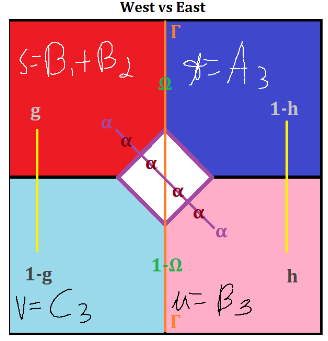 West vs East
Γ
S=B₁+B₂
Ω
t=A₃
g
1-h
α
α
α
α
α
α
1-Ω
1-g
h
V=C₃
Γ
u=B₃